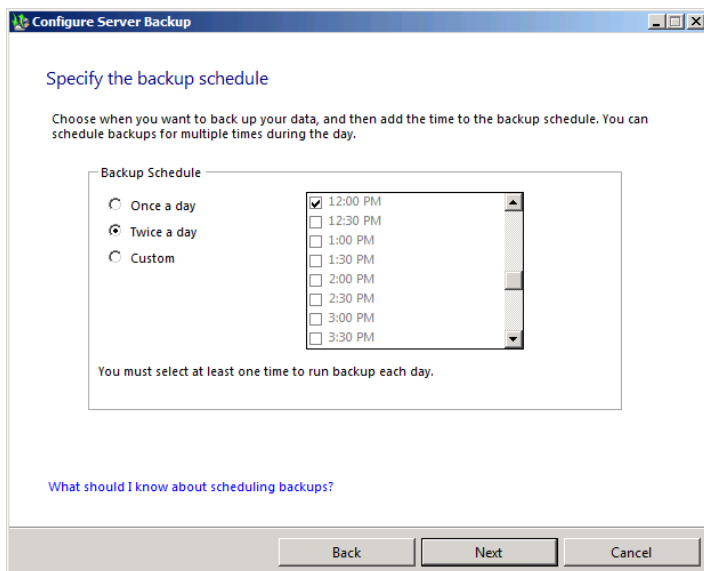 Configure Server Backup
Specify the backup schedule
Choose when you want to back up your data, and then add the time to the backup schedule. You can
schedule backups for multiple times during the day.
Backup Schedule
Once a day
Twice a day
Custom
12:00 PM
12:30 PM
1:00 PM
1:30 PM
2:00 PM
2:30 PM
3:00 PM
3:30 PM
You must select at least one time to run backup each day.
What should I know about scheduling backups?
Back
Next
Cancel